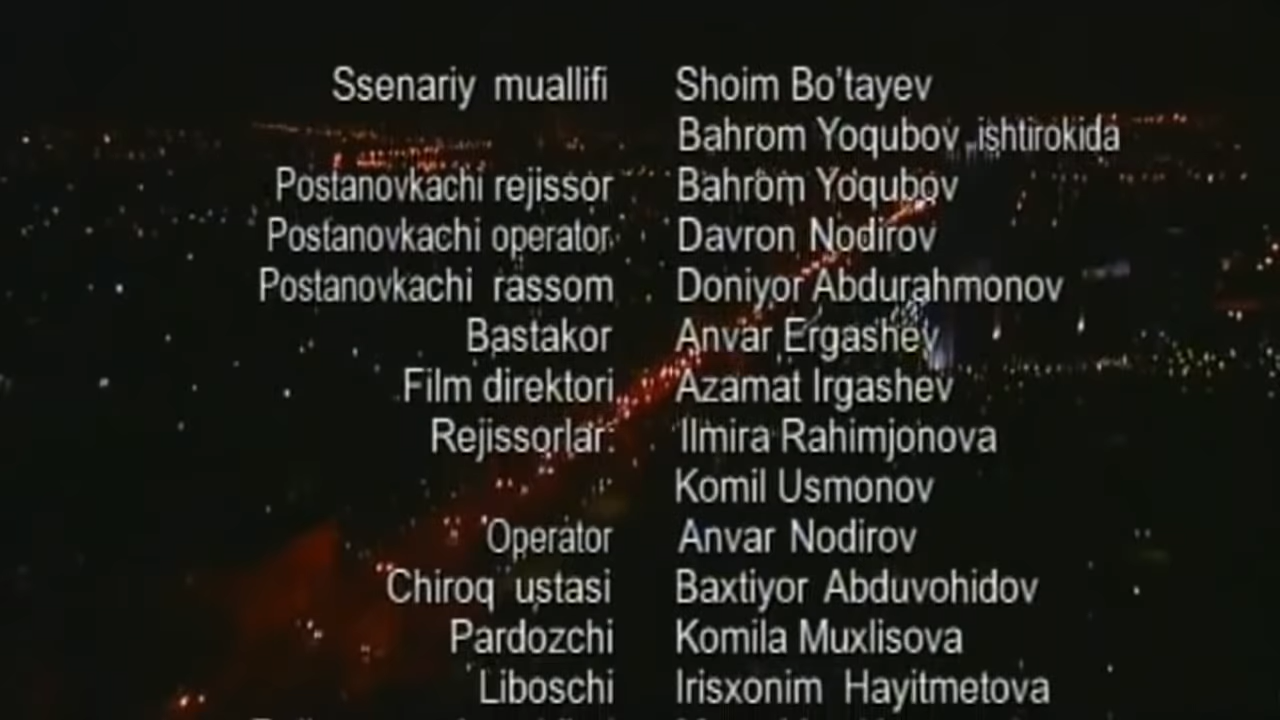 Ssenariy muallifi Shoim Bo'tayev
Bahrom Yoqubov ishtirokida
Postanovkachi rejissor Bahrom Yoqubov
Postanovkachi operator Davron Nodirov
Postanovkachi rassom Doniyor Abdurahmonov
Bastakor Anvar Ergashev
Film direktori Azamat Irgashev
Rejissorlar: Ilmira Rahimjonova
Komil Usmonov
Operator Anvar Nodirov
Chiroq ustasi Baxtiyor Abduvohidov
Pardozchi Komila Muxlisova
Liboschi Irisxonim Hayitmetova